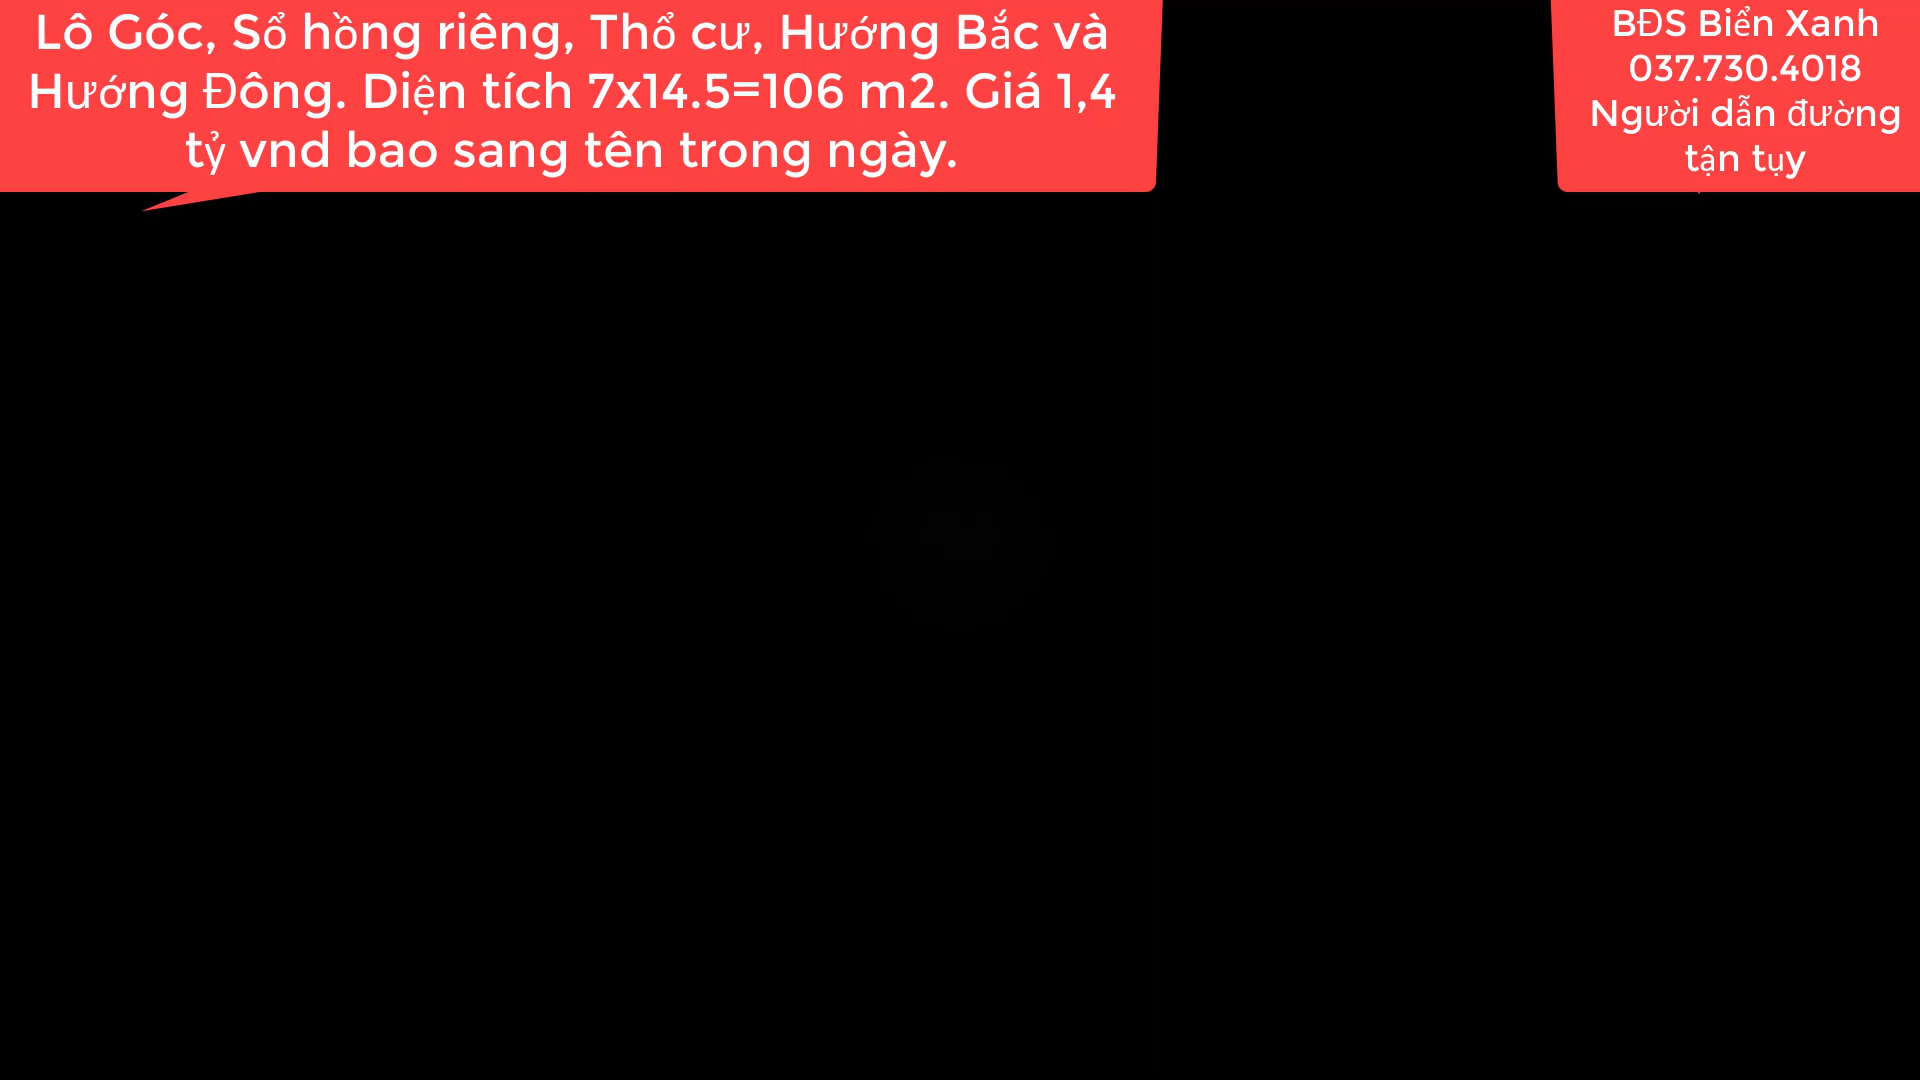 Lô Góc, Sổ hồng riêng, Thổ cư, Hướng Bắc và
Hướng Đông. Diện tích 7x14.5=106 m2. Giá 1,4
tỷ vnd bao sang tên trong ngày.
BĐS Biển Xanh
037.730.4018
Người dẫn đường
tận tụy